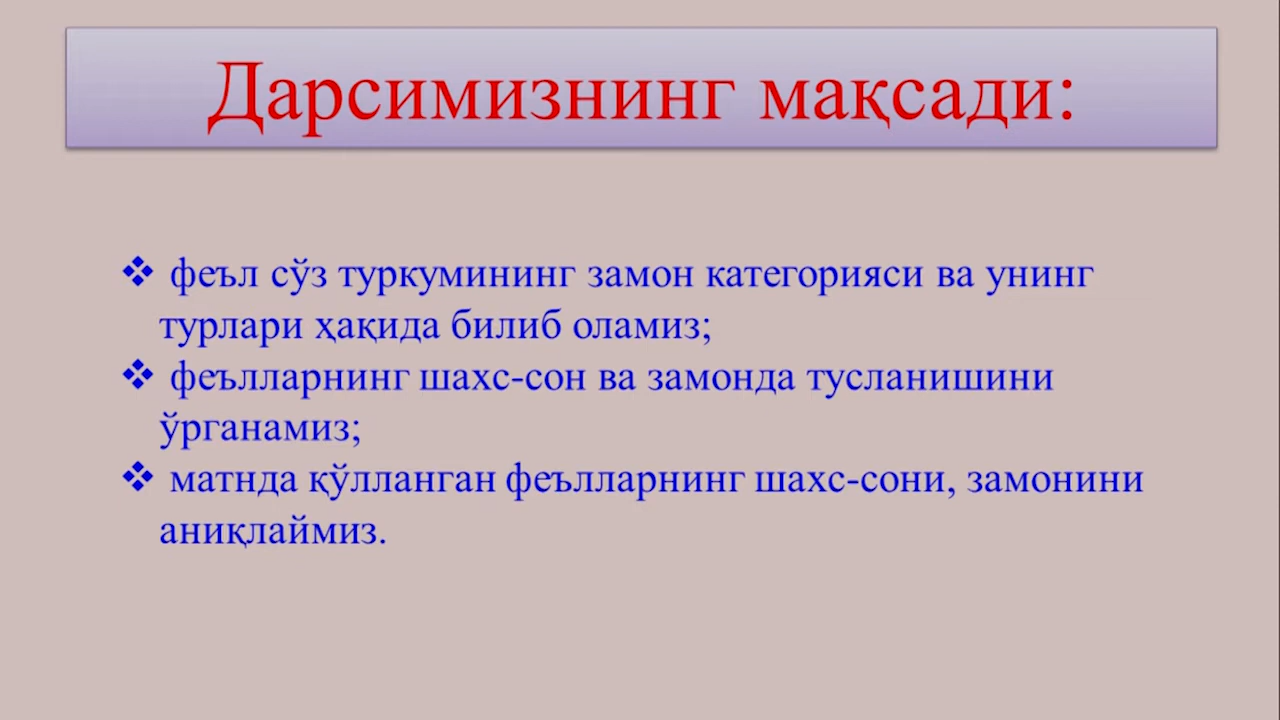 Дарсимизнинг мақсади:
❖ феъл сўз туркумининг замон категорияси ва унинг
турлари ҳақида билиб оламиз;
❖ феълларнинг шахс-сон ва замонда тусланишини
ўрганамиз;
❖ матнда қўлланган феълларнинг шахс-сони, замонини
аниқлаймиз.